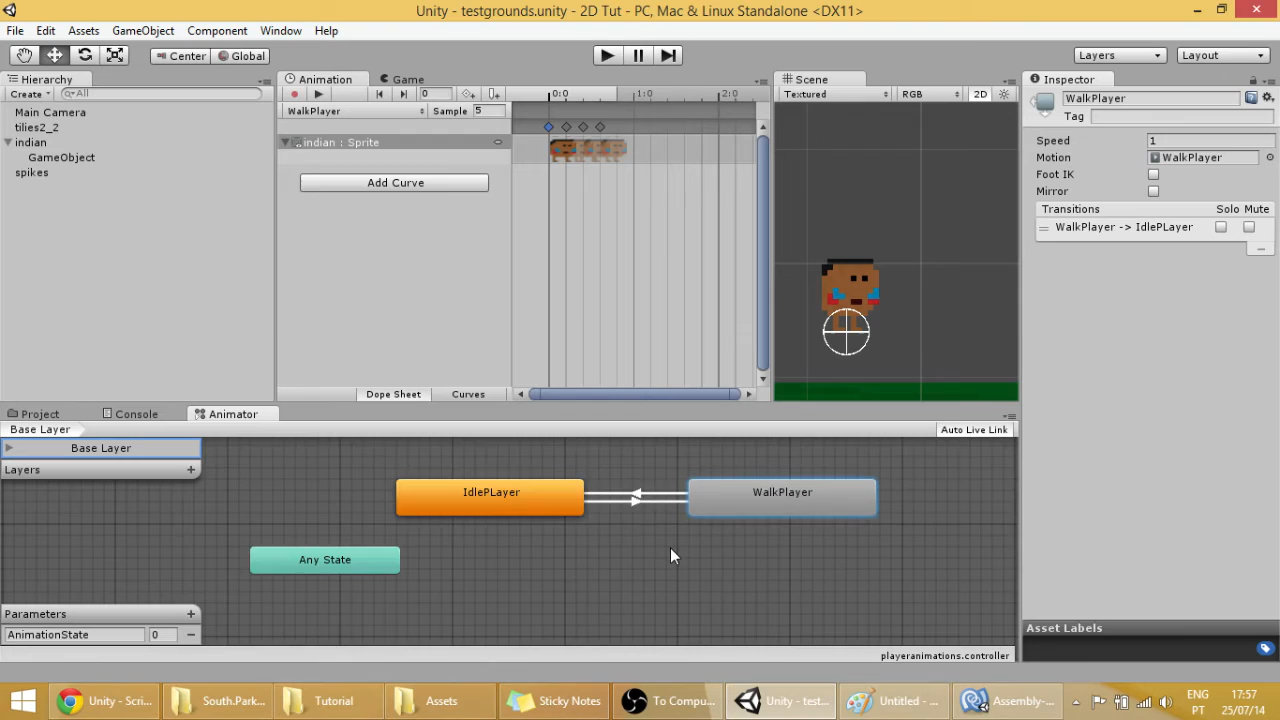 Unity - testgrounds.unity - 2D Tut - PC, Mac & Linux Standalone <DX11>
File Edit Assets GameObject Component Window Help
Center Global Layers Layout
Hierarchy
Create All
Main Camera
tilies2_2
indian
GameObject
spikes
Animation Game
0 0:0 1:0 2:0
WalkPlayer Sample 5
indian : Sprite
Add Curve
Dope Sheet Curves
Scene
Textured RGB 2D
Inspector
WalkPlayer
Tag
Speed 1
Motion WalkPlayer
Foot IK
Mirror
Transitions Solo Mute
WalkPlayer -> IdlePLayer
Project Console Animator
Base Layer Auto Live Link
Base Layer
Layers
IdlePLayer WalkPlayer
Any State
Parameters
AnimationState 0
playeranimations.controller
Asset Labels
Unity - Scri... South.Park... Tutorial Assets Sticky Notes To Compu... Unity - test... Untitled - ... Assembly-...
ENG 17:57
PT 25/07/14